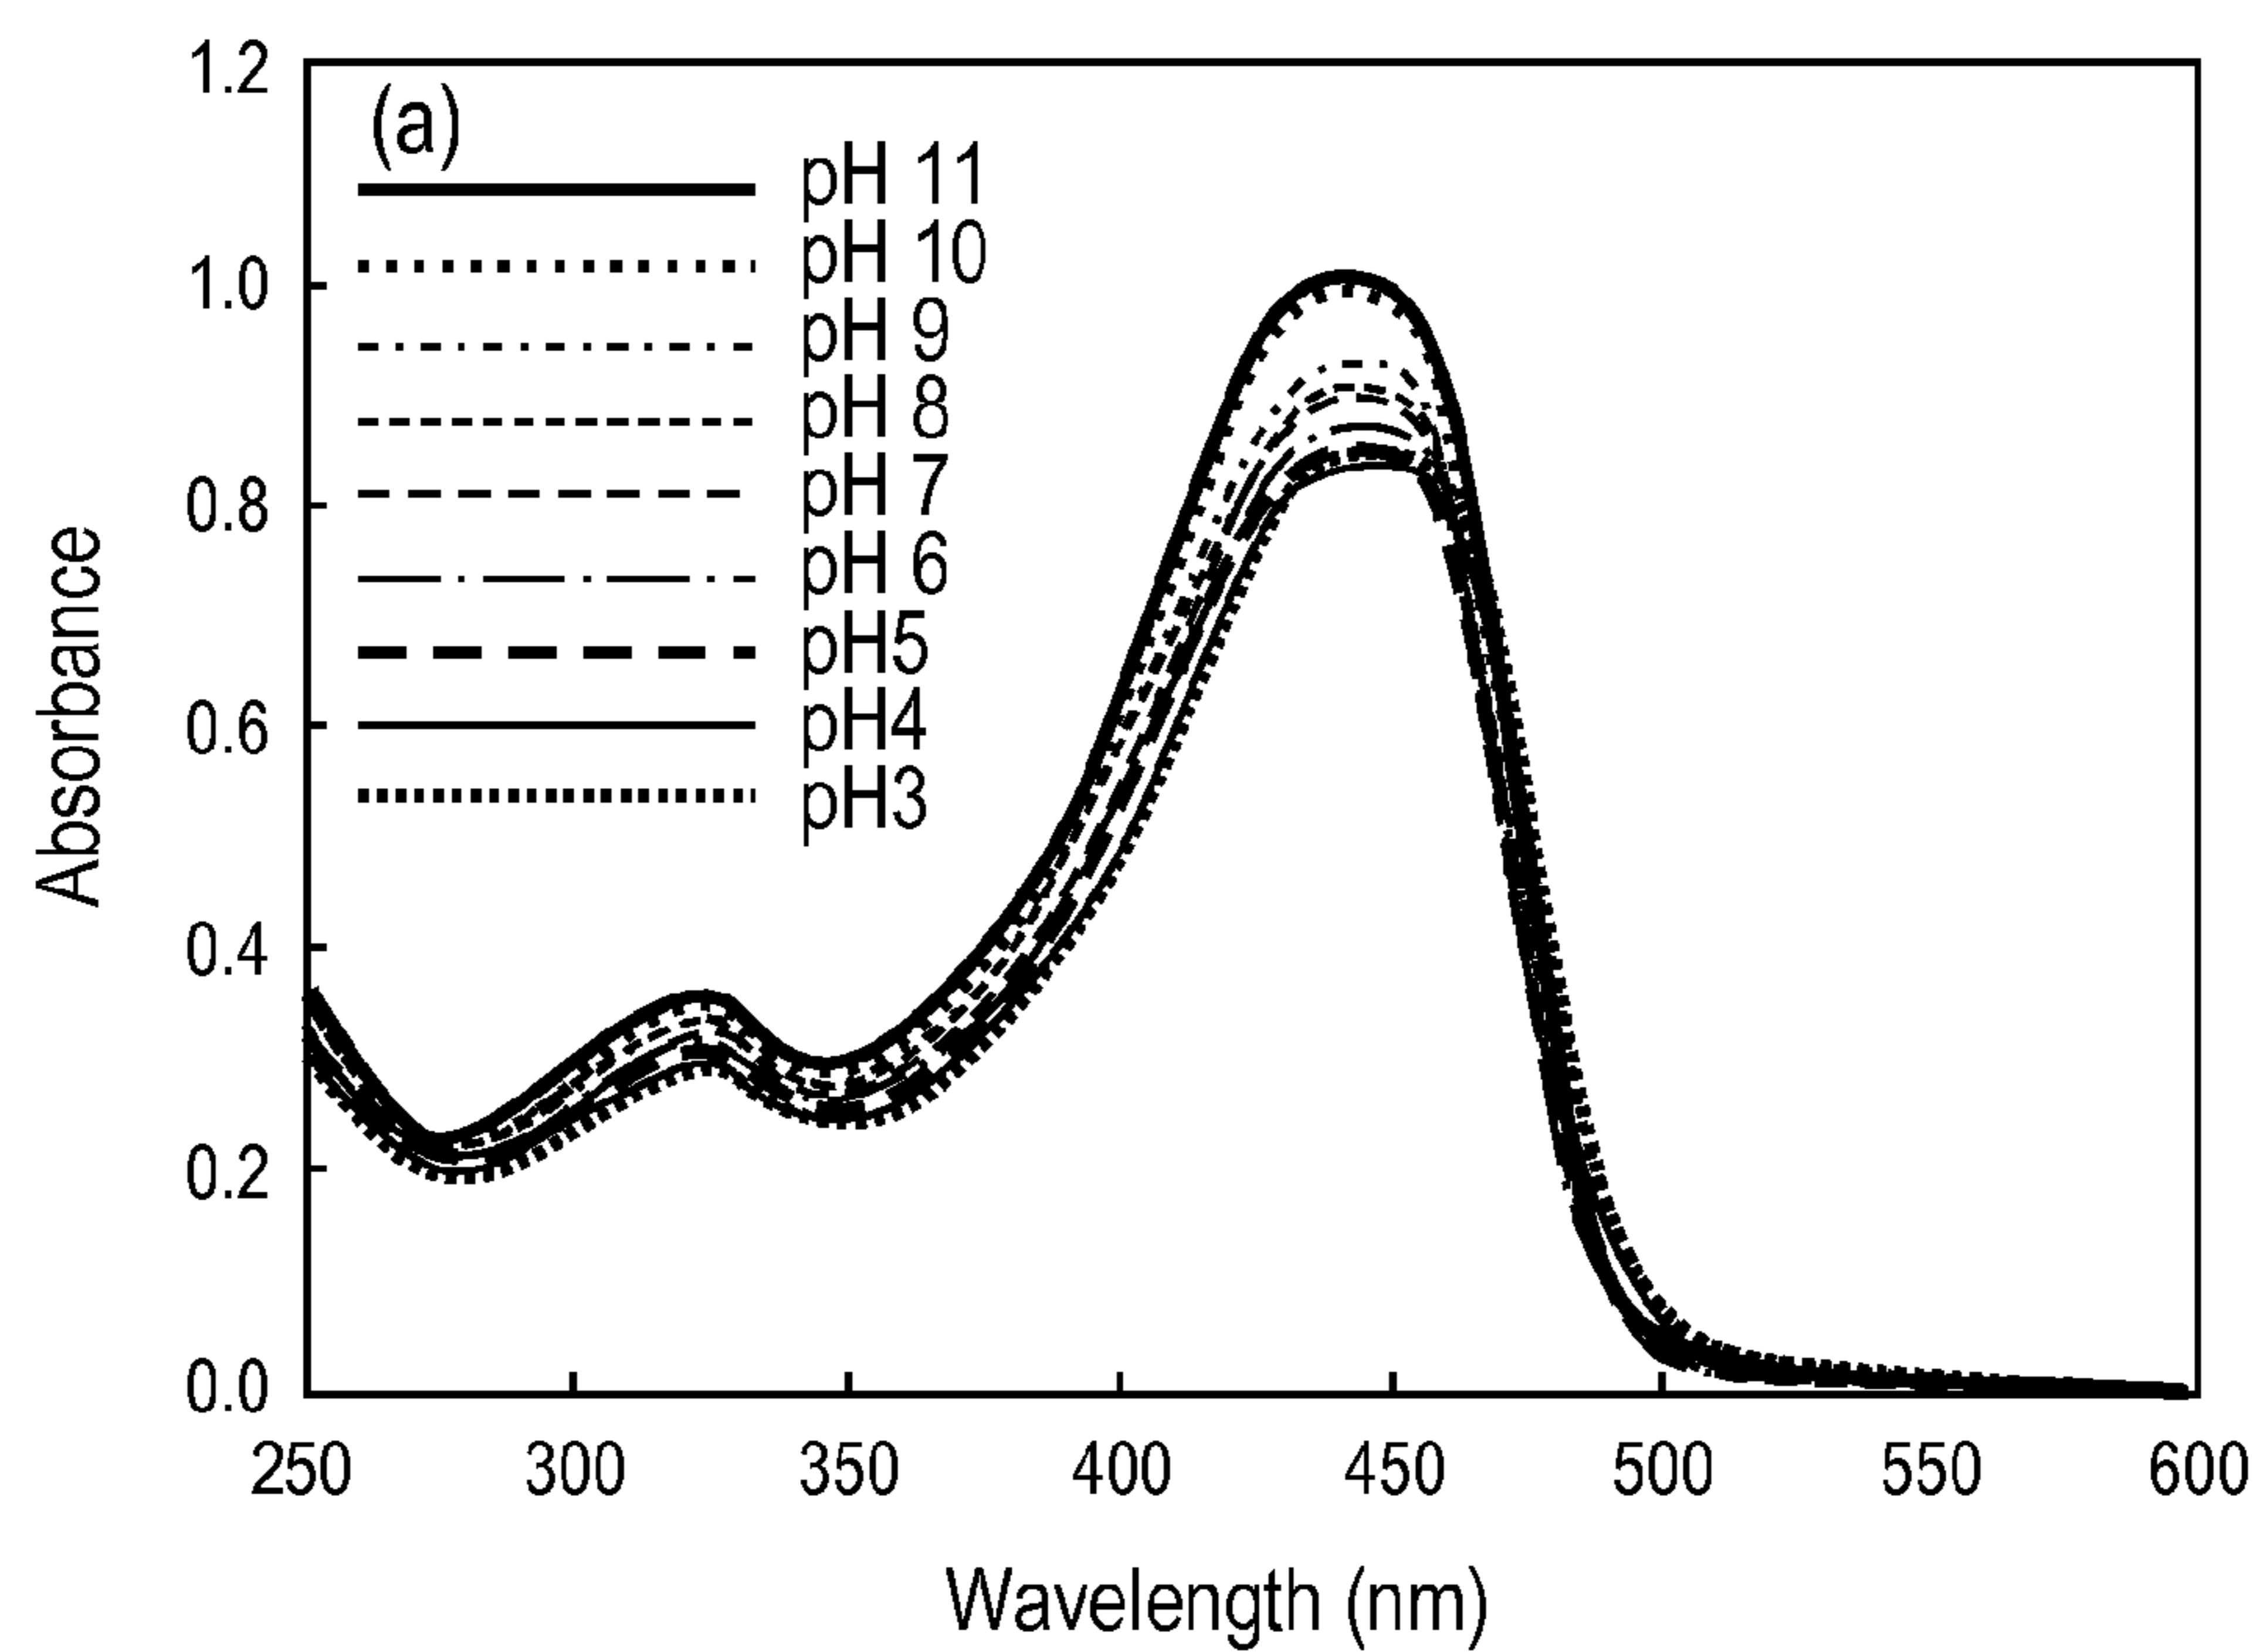 1.2
1.0
0.8
0.6
0.4
0.2
0.0
Absorbance
(a)
pH 11
pH 10
pH 9
pH 8
pH 7
pH 6
pH5
pH4
pH3
250 300 350 400 450 500 550 600
Wavelength (nm)